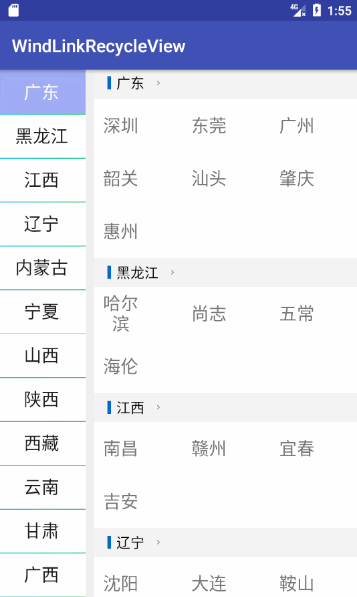 4G 1:55
WindLinkRecycleView
广东
黑龙江
江西
辽宁
内蒙古
宁夏
山西
陕西
西藏
云南
甘肃
广西
广东 >
深圳 东莞 广州
韶关 汕头 肇庆
惠州
黑龙江 >
哈尔
滨 尚志 五常
海伦
江西 >
南昌 赣州 宜春
吉安
辽宁 >
沈阳 大连 鞍山